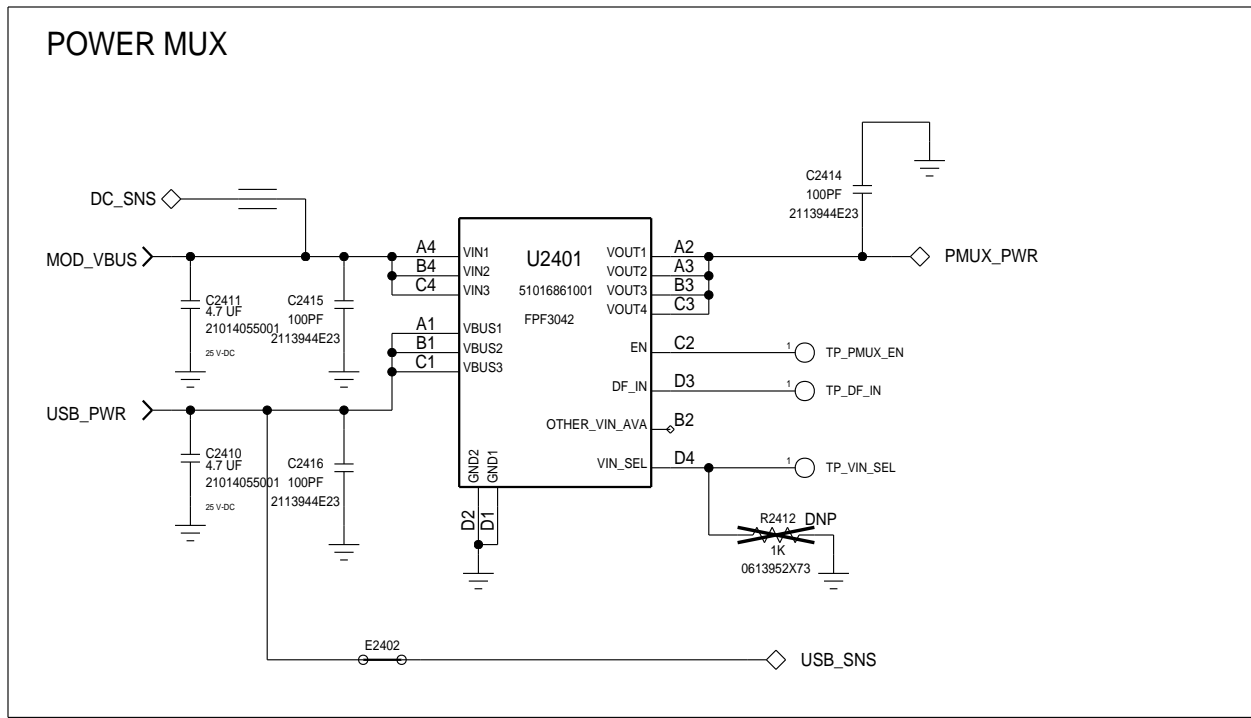 POWER MUX
DC_SNS
MOD_VBUS
C2411
4.7 UF
21014055001
25 V-DC
C2415
100PF
2113944E23
USB_PWR
C2410
4.7 UF
21014055001
25 V-DC
C2416
100PF
2113944E23
A4
B4
C4
A1
B1
C1
VIN1
VIN2
VIN3
VBUS1
VBUS2
VBUS3
U2401
51016861001
FPF3042
VOUT1
VOUT2
VOUT3
VOUT4
EN
DF_IN
OTHER_VIN_AVA
VIN_SEL
GND2
GND1
D2
D1
A2
A3
B3
C3
C2
D3
B2
D4
C2414
100PF
2113944E23
PMUX_PWR
1
TP_PMUX_EN
1
TP_DF_IN
1
TP_VIN_SEL
R2412
DNP
1K
0613952X73
E2402
USB_SNS